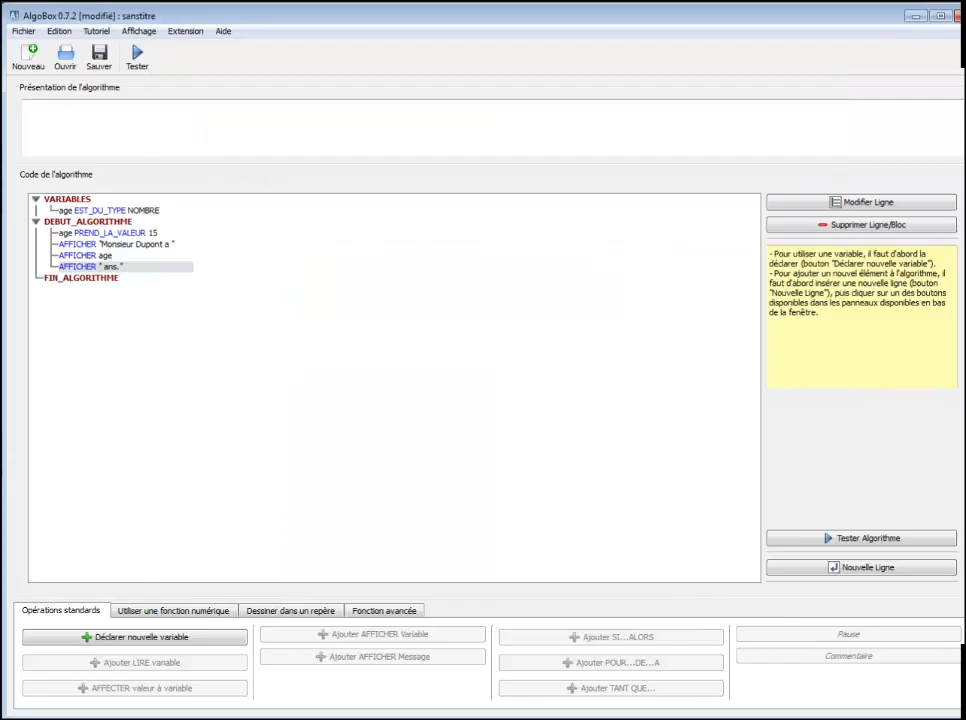 AlgoBox 0.7.2 [modifié] : sanstitre
Fichier Edition Tutoriel Affichage Extension Aide
Nouveau Ouvrir Sauver Tester
Présentation de l'algorithme
Code de l'algorithme
VARIABLES
age EST_DU_TYPE NOMBRE
DEBUT_ALGORITHME
age PREND_LA_VALEUR 15
AFFICHER "Monsieur Dupont a "
AFFICHER age
AFFICHER " ans."
FIN_ALGORITHME
Modifier Ligne
Supprimer Ligne/Bloc
- Pour utiliser une variable, il faut d'abord la
déclarer (bouton "Déclarer nouvelle variable").
- Pour ajouter un nouvel élément à l'algorithme, il
faut d'abord insérer une nouvelle ligne (bouton
"Nouvelle Ligne"), puis cliquer sur un des boutons
disponibles dans les panneaux disponibles en bas
de la fenêtre.
Tester Algorithme
Nouvelle Ligne
Opérations standards Utiliser une fonction numérique Dessiner dans un repère Fonction avancée
Déclarer nouvelle variable
Ajouter LIRE variable
AFFECTER valeur à variable
Ajouter AFFICHER Variable
Ajouter AFFICHER Message
Ajouter SI...ALORS
Ajouter POUR...DE...A
Ajouter TANT QUE...
Pause
Commentaire